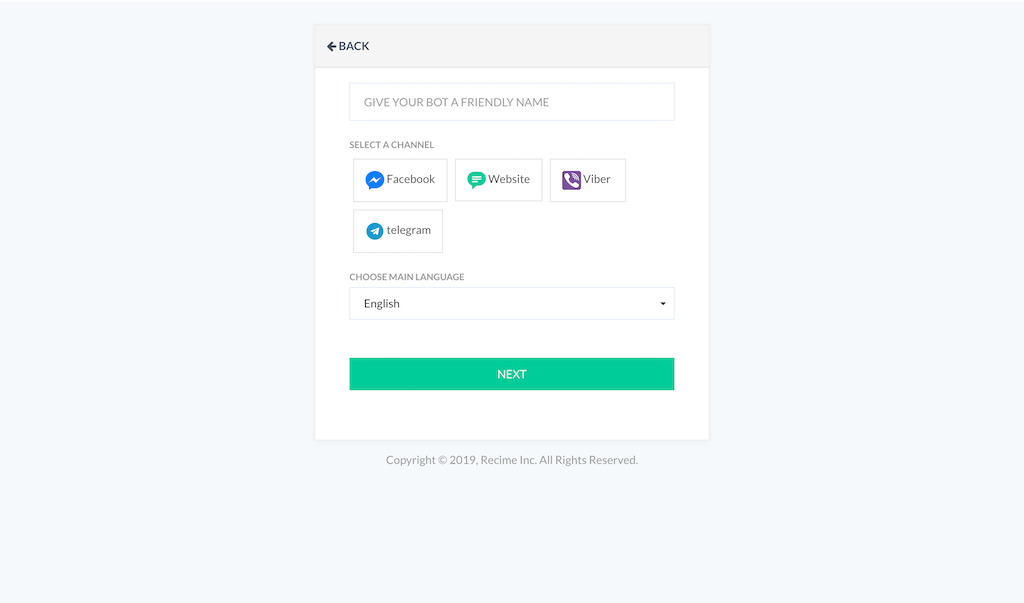 BACK
GIVE YOUR BOT A FRIENDLY NAME
SELECT A CHANNEL
Facebook Website Viber
telegram
CHOOSE MAIN LANGUAGE
English
NEXT
Copyright © 2019, Recime Inc. All Rights Reserved.